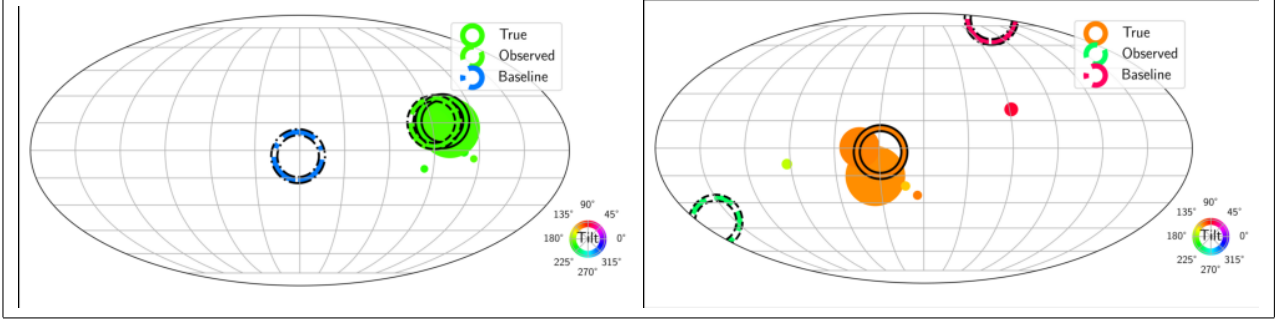 True
Observed
Baseline
90°
135° 45°
180° Tilt 0°
225° 315°
270°
True
Observed
Baseline
90°
135° 45°
180° Tilt 0°
225° 315°
270°